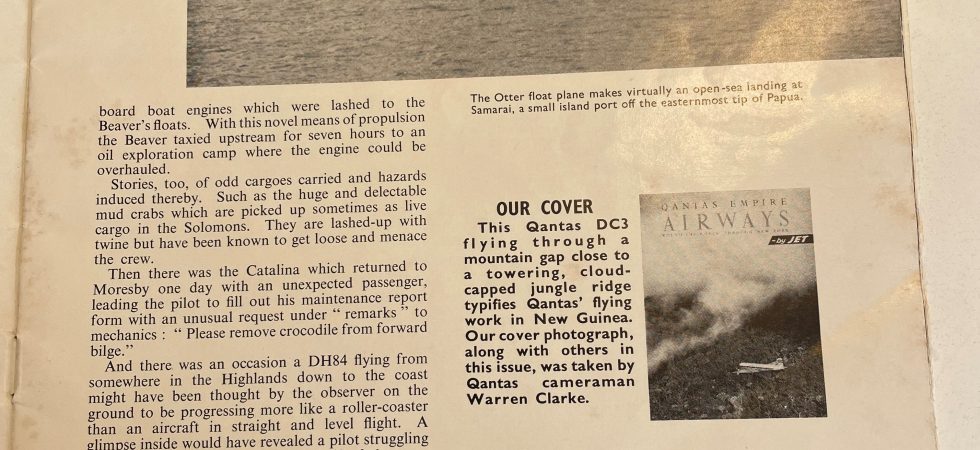 board boat engines which were lashed to the
Beaver's floats. With this novel means of propulsion
the Beaver taxied upstream for seven hours to an
oil exploration camp where the engine could be
overhauled.
Stories, too, of odd cargoes carried and hazards
induced thereby. Such as the huge and delectable
mud crabs which are picked up sometimes as live
cargo in the Solomons. They are lashed-up with
twine but have been known to get loose and menace
the crew.
Then there was the Catalina which returned to
Moresby one day with an unexpected passenger,
leading the pilot to fill out his maintenance report
form with an unusual request under “ remarks ” to
mechanics : “ Please remove crocodile from forward
bilge.”
And there was an occasion a DH84 flying from
somewhere in the Highlands down to the coast
might have been thought by the observer on the
ground to be progressing more like a roller-coaster
than an aircraft in straight and level flight. A
glimpse inside would have revealed a pilot struggling
The Otter float plane makes virtually an open-sea landing at
Samarai, a small island port off the easternmost tip of Papua.
OUR COVER
This Qantas DC3
flying through a
mountain gap close to
a towering, cloud-
capped jungle ridge
typifies Qantas' flying
work in New Guinea.
Our cover photograph,
along with others in
this issue, was taken by
Qantas cameraman
Warren Clarke.
QANTAS EMPIRE
AIRWAYS
-by JET